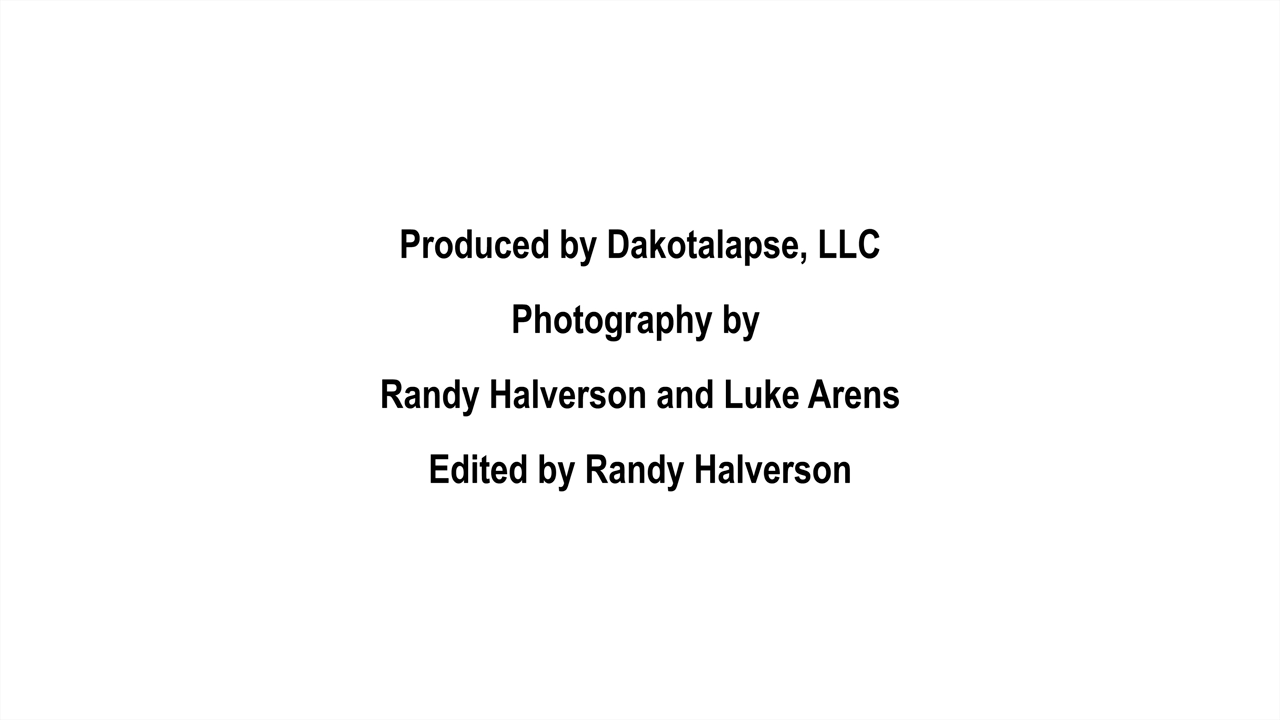 Produced by Dakotalapse, LLC
Photography by
Randy Halverson and Luke Arens
Edited by Randy Halverson